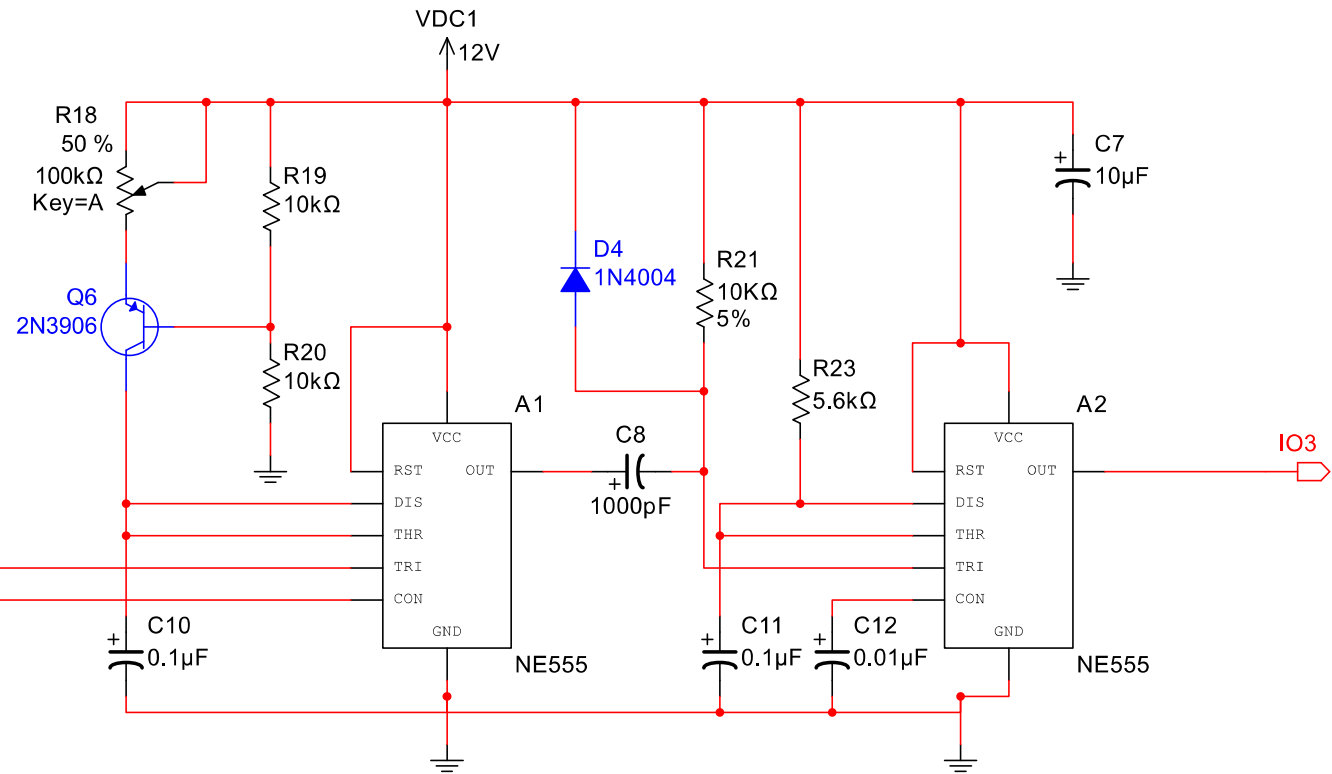 VDC1
12V
R18
50 %
100kΩ
Key=A
R19
10kΩ
C7
10µF
D4
1N4004
R21
10KΩ
5%
Q6
2N3906
R20
10kΩ
R23
5.6kΩ
A1
VCC
RST
OUT
DIS
THR
TRI
CON
GND
NE555
C8
+
1000pF
A2
VCC
RST
OUT
DIS
THR
TRI
CON
GND
NE555
IO3
+
C10
0.1µF
+
C11
0.1µF
+
C12
0.01µF
+